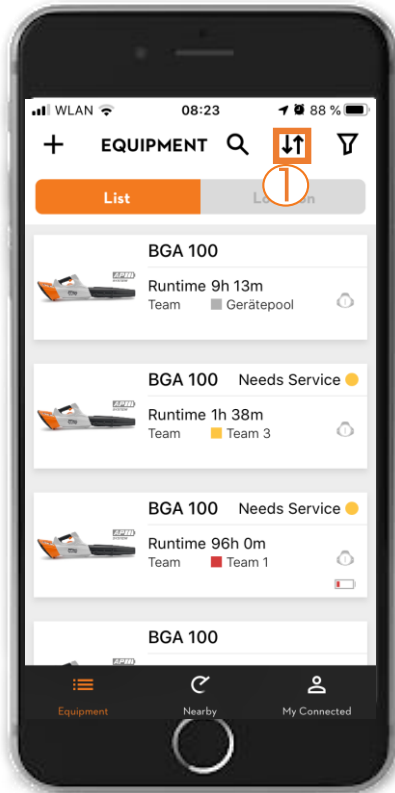 WLAN 08:23 88 %
+ EQUIPMENT
1
List Location
BGA 100
Runtime 9h 13m
Team Gerätepool
BGA 100 Needs Service
Runtime 1h 38m
Team Team 3
BGA 100 Needs Service
Runtime 96h 0m
Team Team 1
BGA 100
Equipment Nearby My Connected